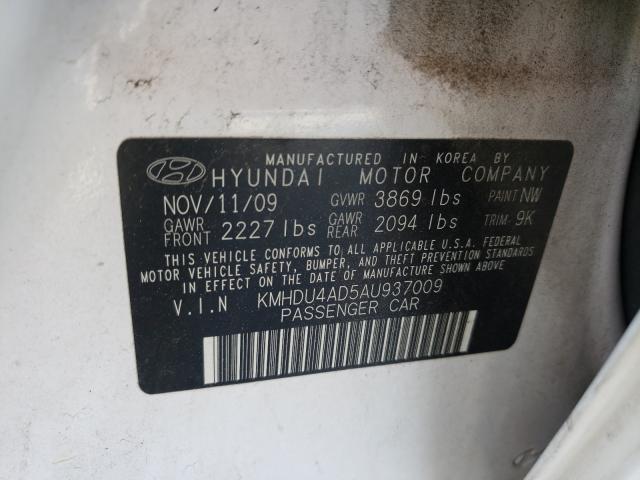 MANUFACTURED IN KOREA BY
HYUNDAI MOTOR COMPANY
NOV/11/09 GVWR 3869 lbs PAINT NW
GAWR FRONT 2227 lbs GAWR REAR 2094 lbs TRIM: 9K
THIS VEHICLE CONFORMS TO ALL APPLICABLE U.S.A. FEDERAL
MOTOR VEHICLE SAFETY, BUMPER, AND THEFT PREVENTION STANDARDS
IN EFFECT ON THE DATE OF MANUFACTURE SHOWN ABOVE.
V.I.N KMHDU4AD5AU937009
PASSENGER CAR